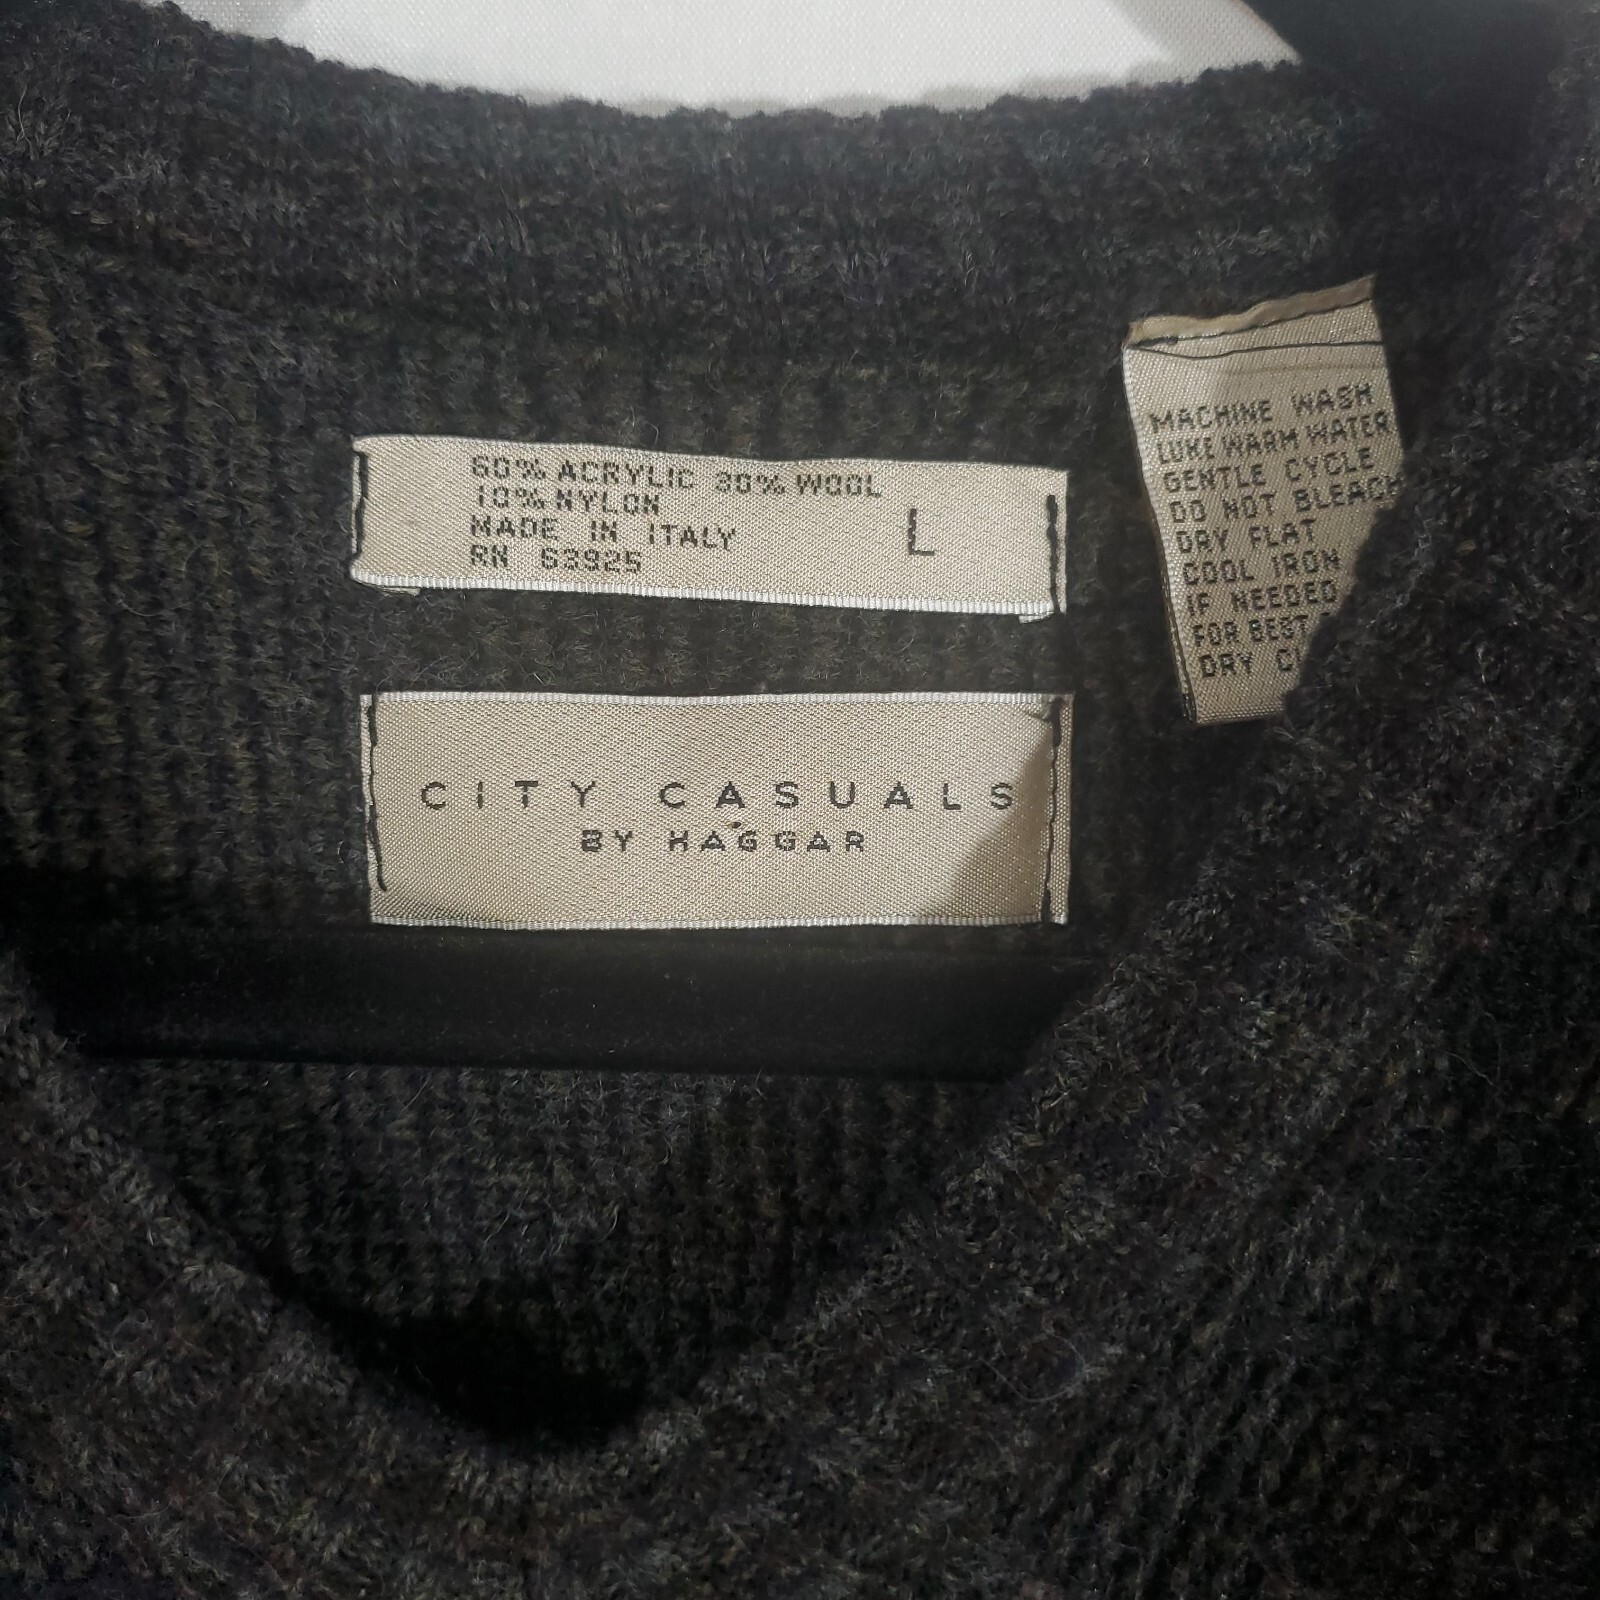 60% ACRYLIC 30% WOOL
10% NYLON
MADE IN ITALY
RN 63925
L
CITY CASUALS
BY HAGGAR
MACHINE WASH
LUKE WARM WATER
GENTLE CYCLE
DO NOT BLEACH
DRY FLAT
COOL IRON
IF NEEDED
FOR BEST
DRY